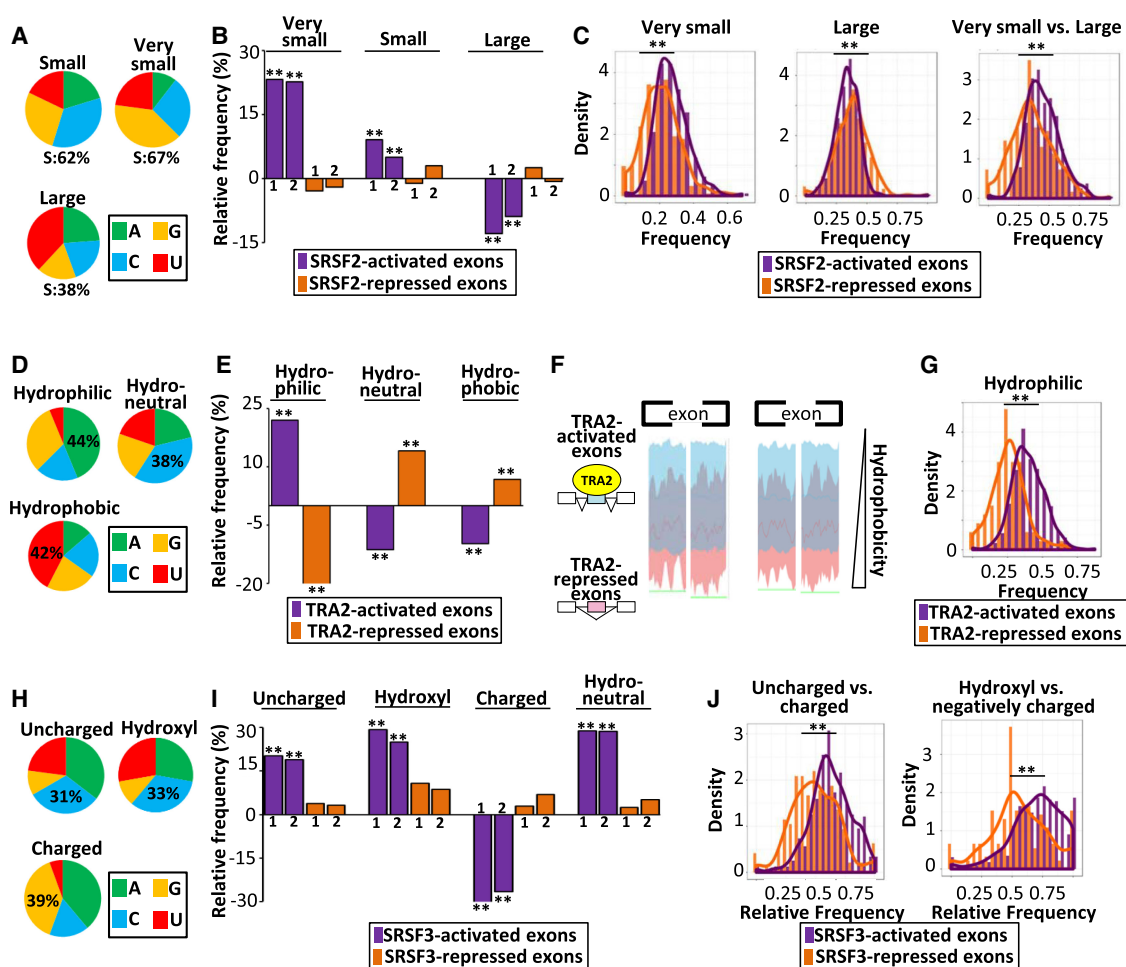 A
Small
Very
small
S:62%
S:67%
Large
S:38%
A G
C U
B
Relative frequency (%)
Very
small
Small
Large
30
15
0
-15
** **
** **
** **
1 2 1 2
1 2 1 2
1 2 1 2
SRSF2-activated exons
SRSF2-repressed exons
C
Very small
Large
Very small vs. Large
**
**
**
Density
4
2
0
4
2
0
3
2
1
0
0.2 0.4 0.6
0.25 0.5 0.75
0.25 0.5 0.75
Frequency
Frequency
Frequency
SRSF2-activated exons
SRSF2-repressed exons
D
Hydrophilic
Hydro-
neutral
44%
38%
Hydrophobic
42%
A G
C U
E
Relative frequency (%)
Hydro-
philic
Hydro-
neutral
Hydro-
phobic
25
10
-5
-20
**
**
**
**
**
**
TRA2-activated exons
TRA2-repressed exons
F
TRA2-
activated
exons
TRA2
TRA2-
repressed
exons
exon
exon
Hydrophobicity
G
Hydrophilic
**
Density
4
2
0
0.25 0.5 0.75
Frequency
TRA2-activated exons
TRA2-repressed exons
H
Uncharged
Hydroxyl
31%
33%
Charged
39%
A G
C U
I
Relative frequency (%)
Uncharged
Hydroxyl
Charged
Hydro-
neutral
30
15
0
-15
-30
** **
** **
** **
** **
1 2 1 2
1 2 1 2
1 2 1 2
1 2 1 2
SRSF3-activated exons
SRSF3-repressed exons
J
Uncharged vs.
charged
Hydroxyl vs.
negatively charged
**
**
Density
3
2
1
0
Density
3
2
1
0
0.25 0.5 0.75
0.5 0.75
Relative Frequency
Relative Frequency
SRSF3-activated exons
SRSF3-repressed exons